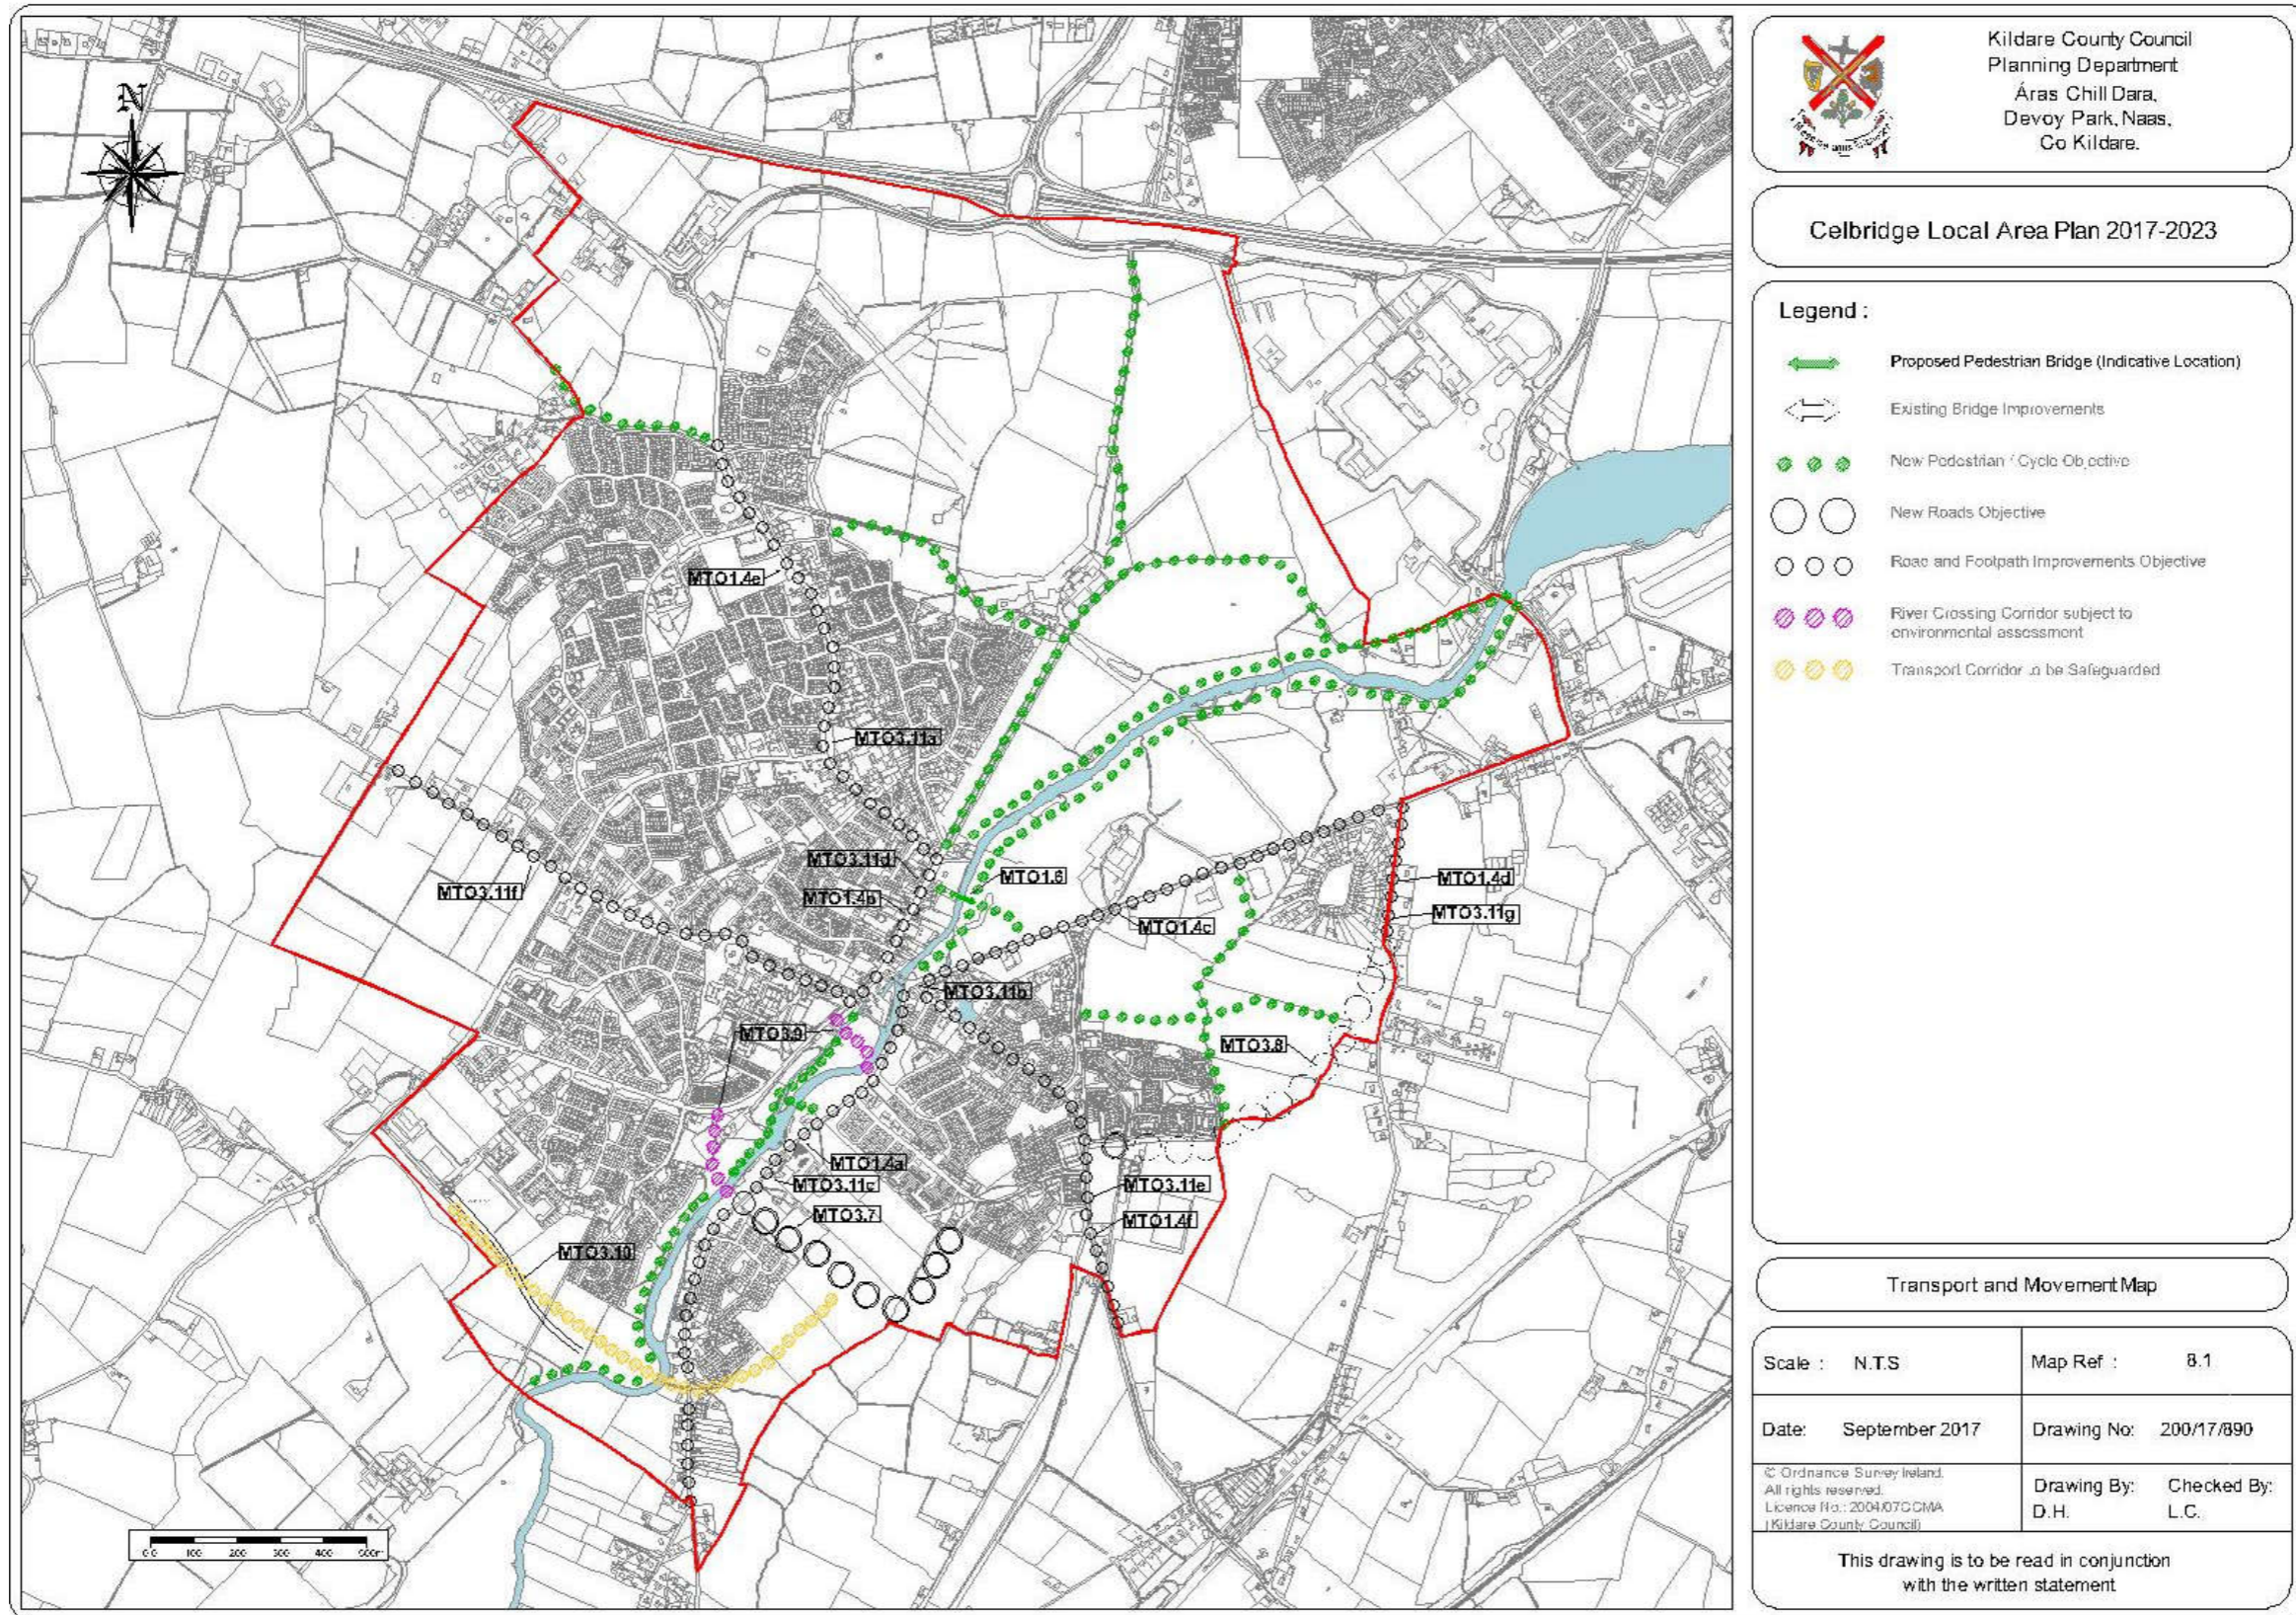 N
MTO1.4e
MTO3.11a
MTO3.11d
MTO1.6
MTO3.11f
MTO1.4b
MTO1.4d
MTO3.11g
MTO1.4c
MTO3.11b
MTO3.9
MTO3.8
MTO1.4a
MTO3.11c
MTO3.11e
MTO3.7
MTO1.4f
MTO3.10
0.0 100 200 300 400 500m
Kildare County Council
Planning Department
Áras Chill Dara,
Devoy Park, Naas,
Co Kildare.
Celbridge Local Area Plan 2017-2023
Legend :
Proposed Pedestrian Bridge (Indicative Location)
Existing Bridge Improvements
New Pedestrian / Cycle Objective
New Roads Objective
Road and Footpath Improvements Objective
River Crossing Corridor subject to
environmental assessment
Transport Corridor to be Safeguarded
Transport and Movement Map
Scale : N.T.S
Map Ref : 8.1
Date: September 2017
Drawing No: 200/17/890
© Ordnance Survey Ireland.
All rights reserved.
Licence No.: 2004/07CCMA
(Kildare County Council)
Drawing By: Checked By:
D.H. L.C.
This drawing is to be read in conjunction
with the written statement